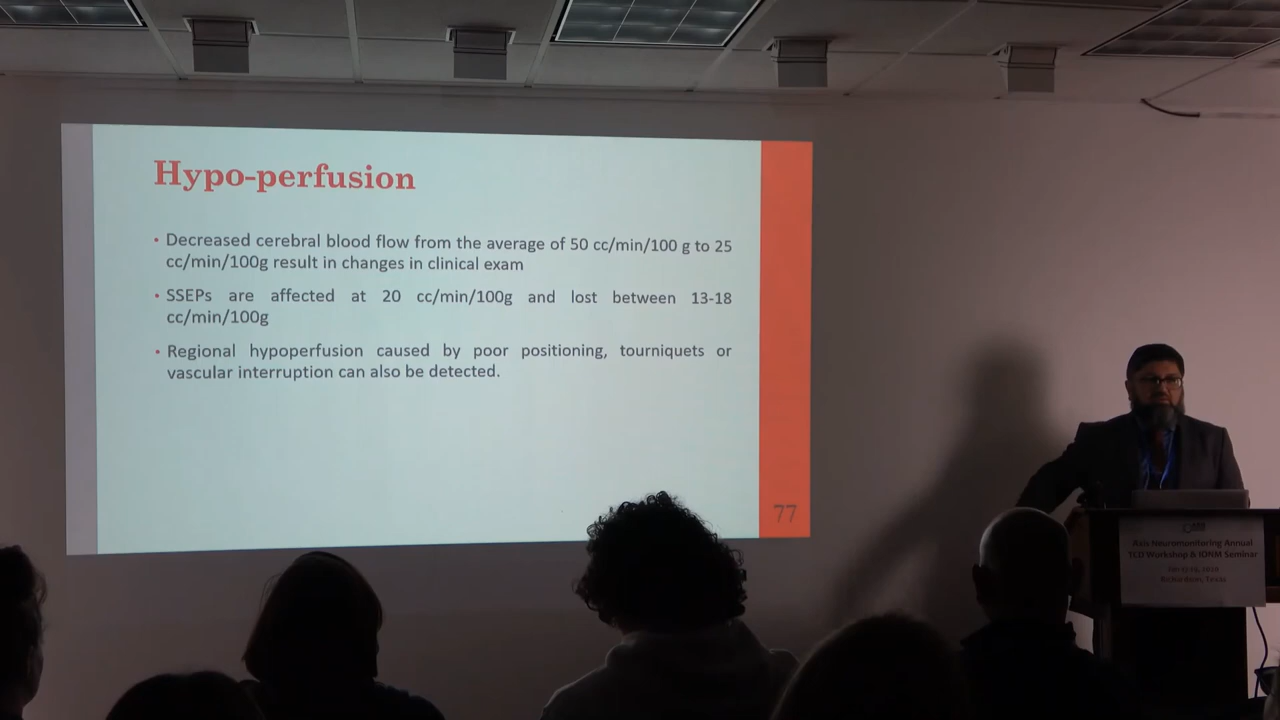 Hypo-perfusion
• Decreased cerebral blood flow from the average of 50 cc/min/100 g to 25
cc/min/100g result in changes in clinical exam
• SSEPs are affected at 20 cc/min/100g and lost between 13-18
cc/min/100g
• Regional hypoperfusion caused by poor positioning, tourniquets or
vascular interruption can also be detected.
77
Axis Neuromonitoring Annual
TCD Workshop & IONM Seminar
Richardson, Texas